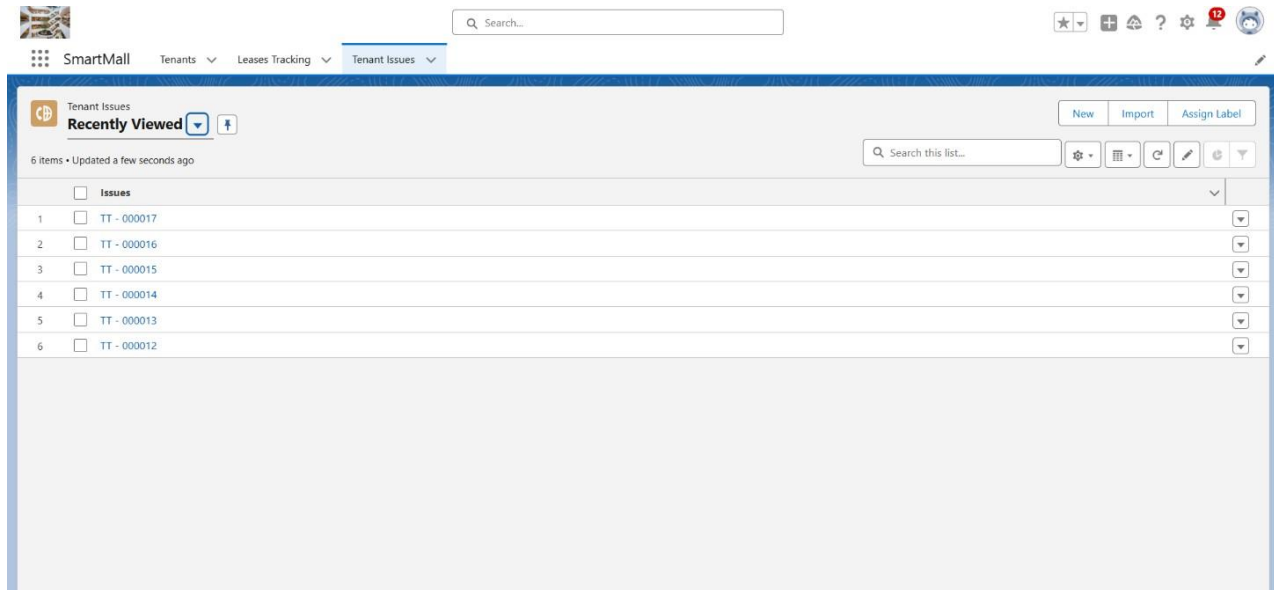 Search...
12
SmartMall Tenants Leases Tracking Tenant Issues
Tenant Issues
Recently Viewed
New Import Assign Label
6 items • Updated a few seconds ago
Search this list...
Issues
1 TT - 000017
2 TT - 000016
3 TT - 000015
4 TT - 000014
5 TT - 000013
6 TT - 000012